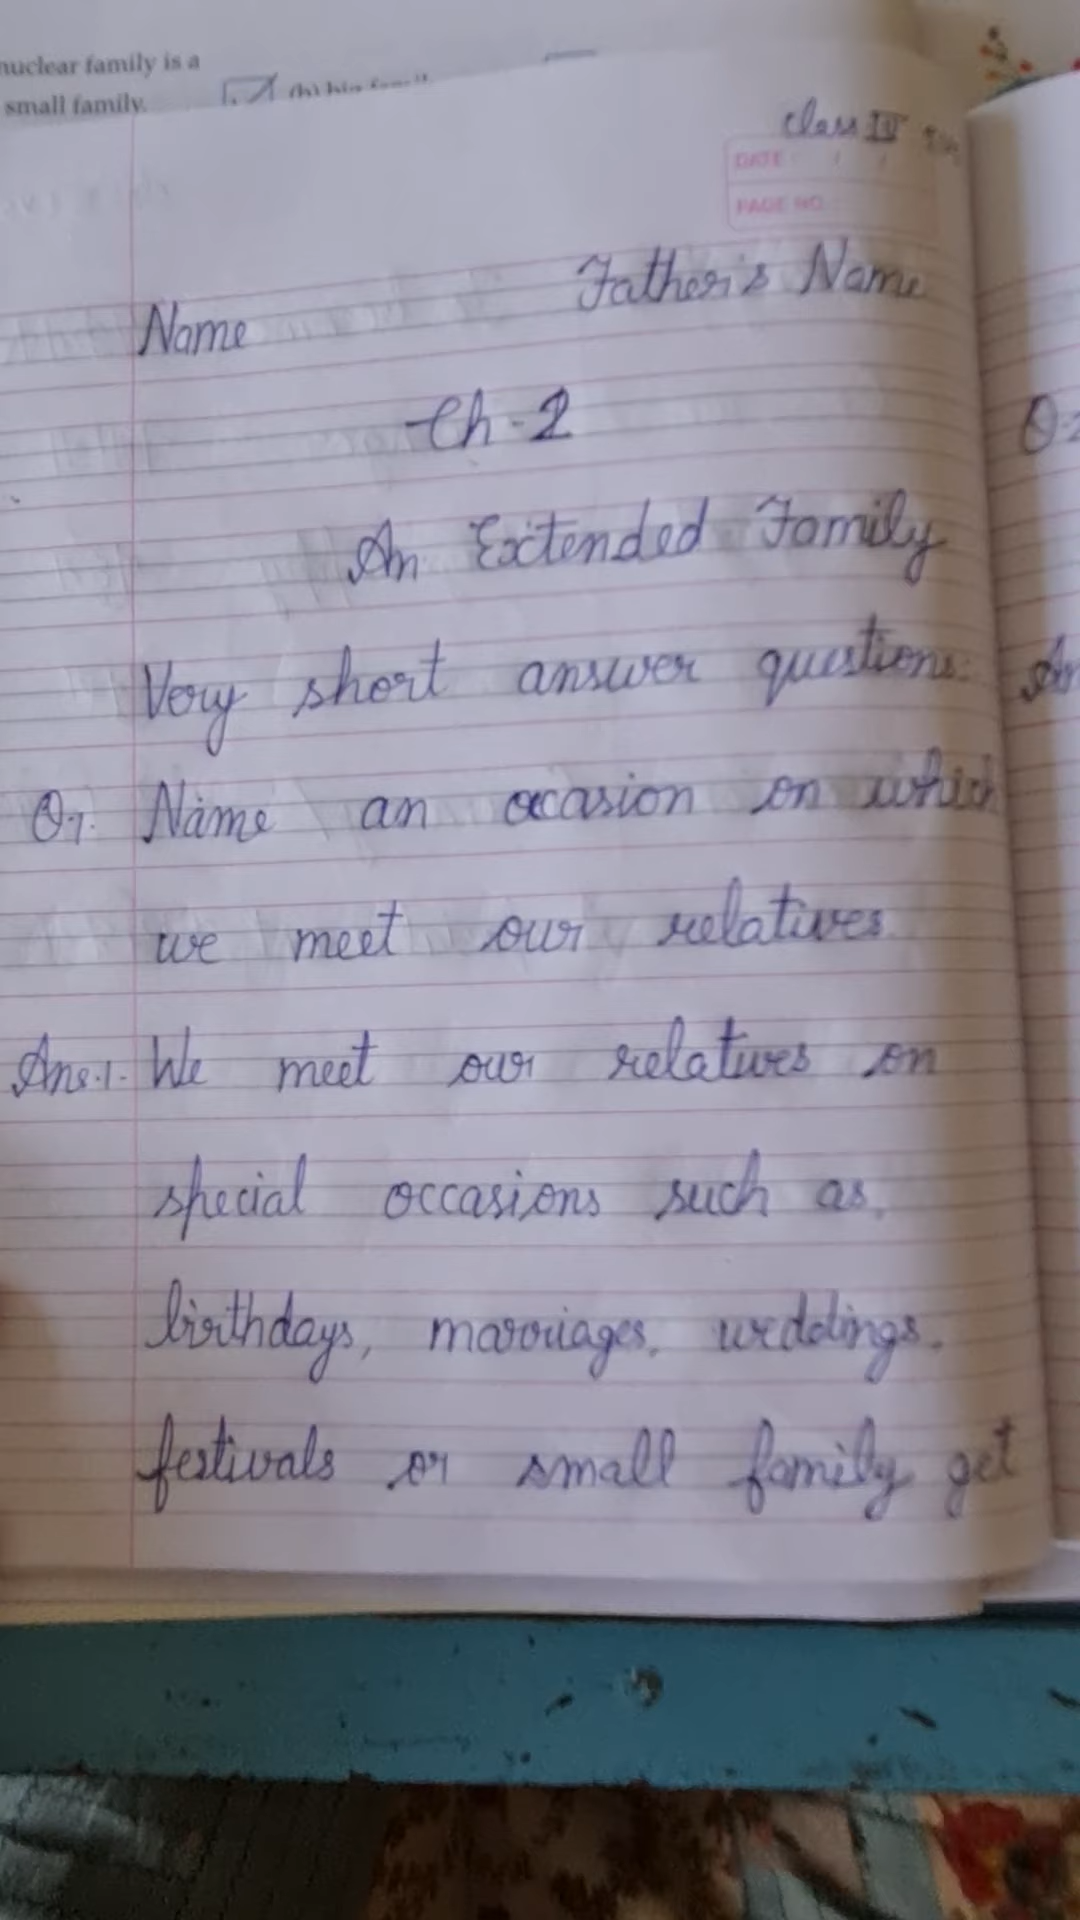 nuclear family is a
small family.
(b) big
class
DATE : / /
PAGE NO. :
Father's Name
Name
Ch-2
An Extended Family
Very short answer questions:
Q.1. Name an occasion on which
we meet our relatives
Ans.1. We meet our relatives on
special occasions such as
birthdays, marriages, weddings,
festivals or small family get